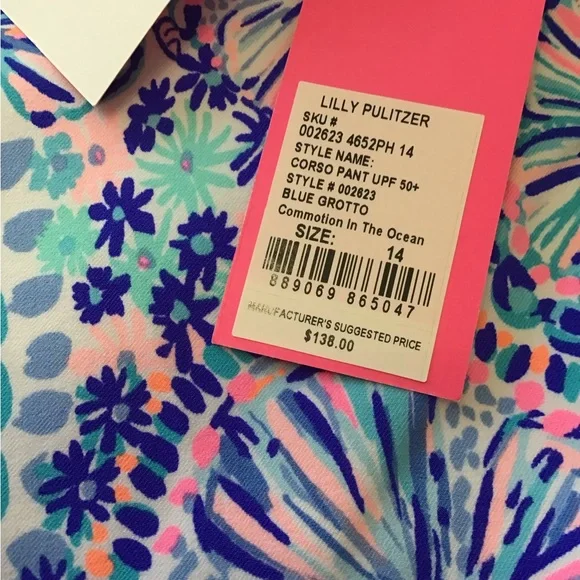 LILLY PULITZER
SKU #
002623 4652PH 14
STYLE NAME:
CORSO PANT UPF 50+
STYLE # 002623
BLUE GROTTO
Commotion In The Ocean
SIZE: 14
889069 865047
MANUFACTURER'S SUGGESTED PRICE
$138.00